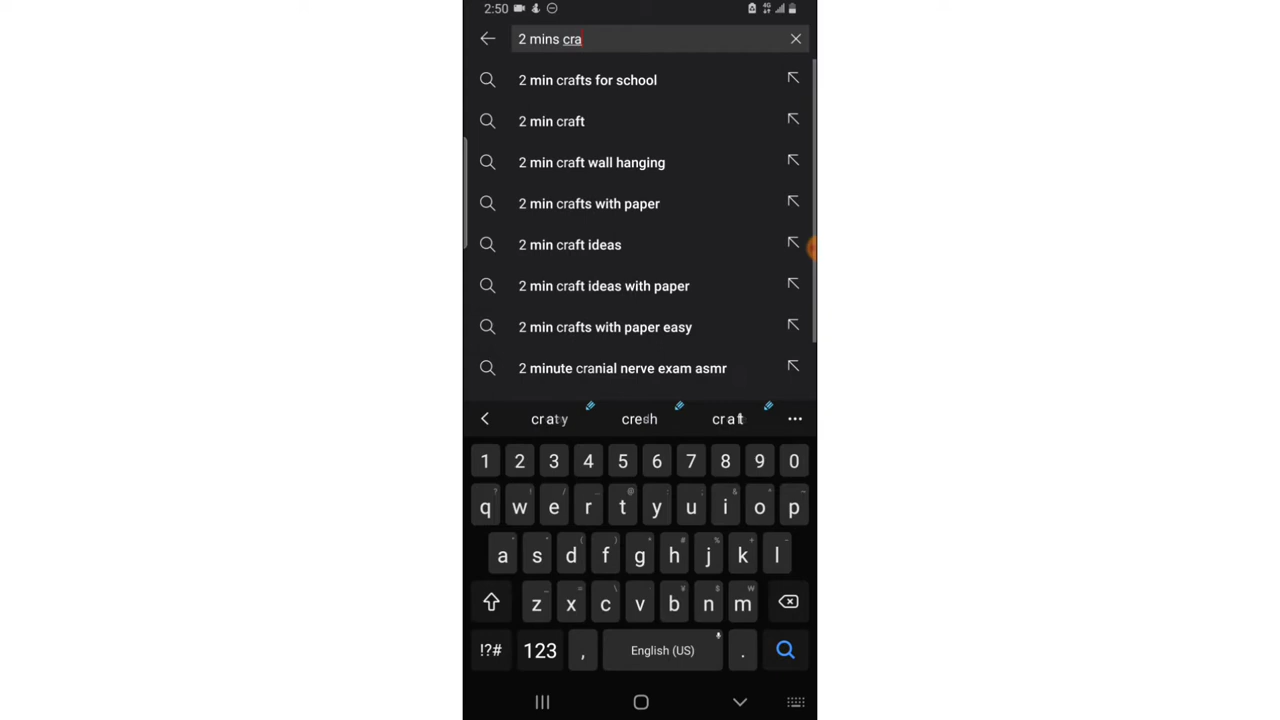 2:50 4G
2 mins cra
2 min crafts for school
2 min craft
2 min craft wall hanging
2 min crafts with paper
2 min craft ideas
2 min craft ideas with paper
2 min crafts with paper easy
2 minute cranial nerve exam asmr
1 2 3 4 5 6 7 8 9 0
q w e r t y u i o p
a s d f g h j k l
z x c v b n m
!?# 123 , English (US) .